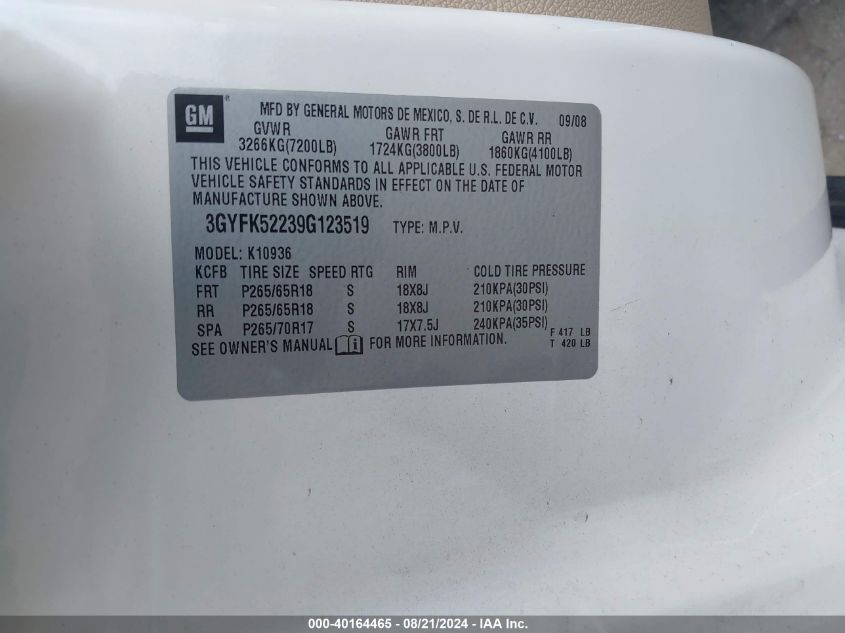 GM ® MFD BY GENERAL MOTORS DE MEXICO, S. DE R.L. DE C.V. 09/08
GVWR GAWR FRT GAWR RR
3266KG(7200LB) 1724KG(3800LB) 1860KG(4100LB)
THIS VEHICLE CONFORMS TO ALL APPLICABLE U.S. FEDERAL MOTOR
VEHICLE SAFETY STANDARDS IN EFFECT ON THE DATE OF
MANUFACTURE SHOWN ABOVE.
3GYFK52239G123519 TYPE: M.P.V.
MODEL: K10936
KCFB TIRE SIZE SPEED RTG RIM COLD TIRE PRESSURE
FRT P265/65R18 S 18X8J 210KPA(30PSI)
RR P265/65R18 S 18X8J 210KPA(30PSI)
SPA P265/70R17 S 17X7.5J 240KPA(35PSI) F 417 LB
SEE OWNER'S MANUAL i FOR MORE INFORMATION. T 420 LB
000-40164465 - 08/21/2024 - IAA Inc.